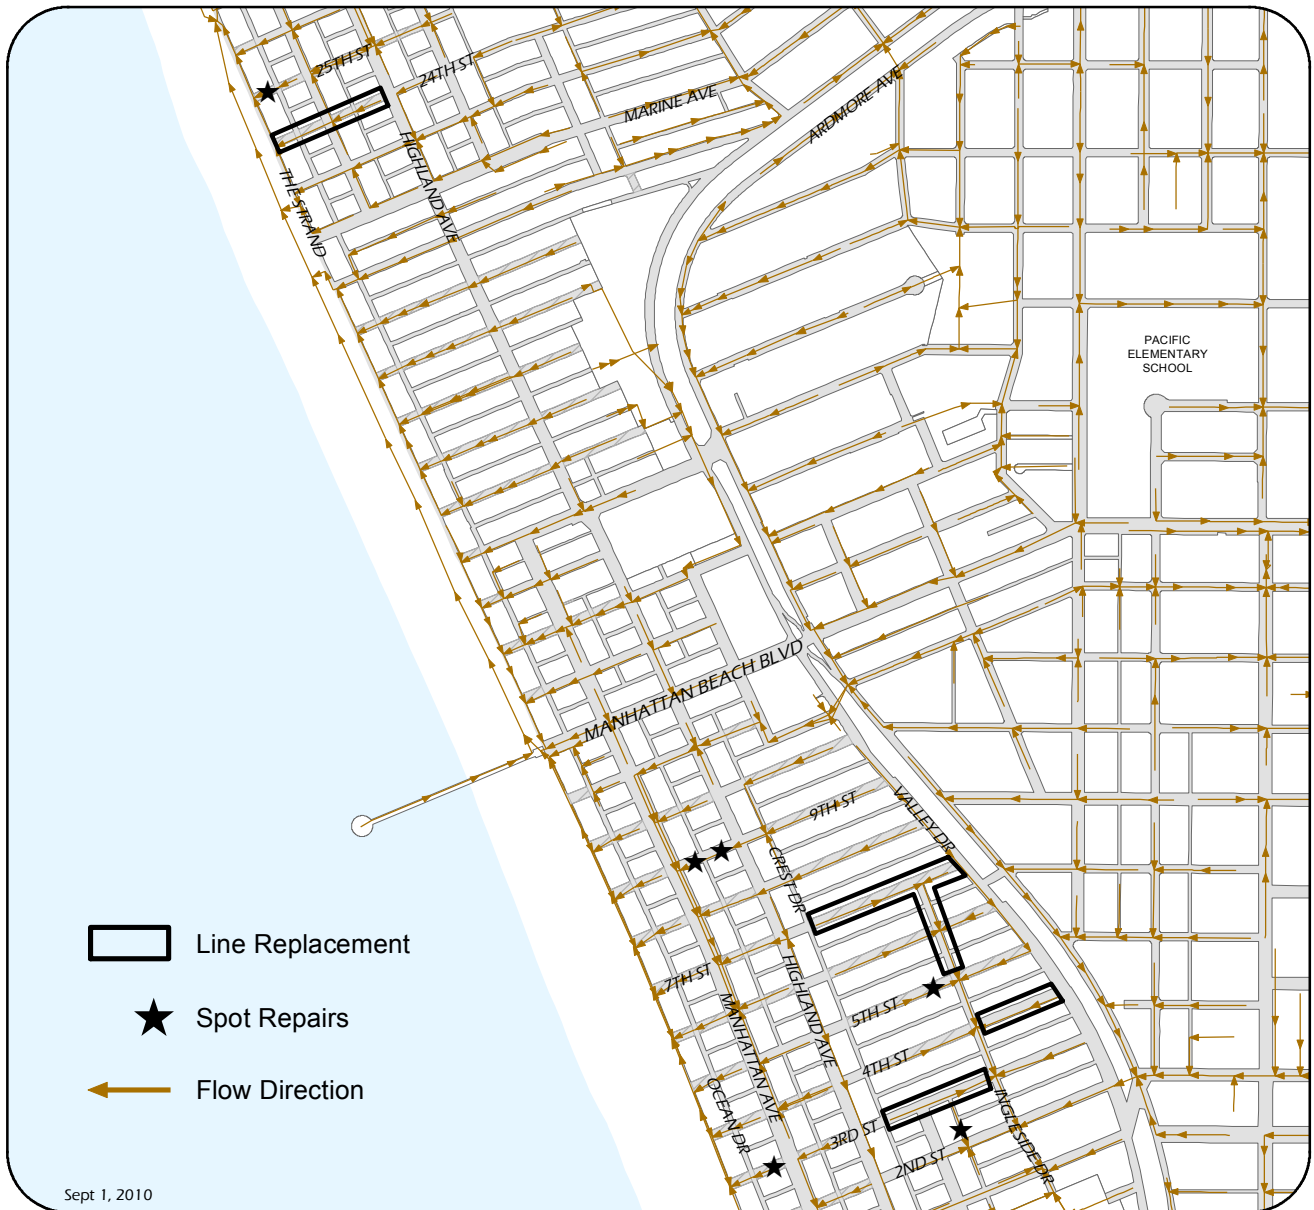 25TH ST
24TH ST
MARINE AVE
ARDMORE AVE
HIGHLAND AVE
THE STRAND
PACIFIC
ELEMENTARY
SCHOOL
MANHATTAN BEACH BLVD
9TH ST
VALLEY DR
CREST DR
7TH ST
HIGHLAND AVE
MANHATTAN AVE
5TH ST
4TH ST
OCEAN DR
3RD ST
INGLESIDE DR
2ND ST
Line Replacement
Spot Repairs
Flow Direction
Sept 1, 2010